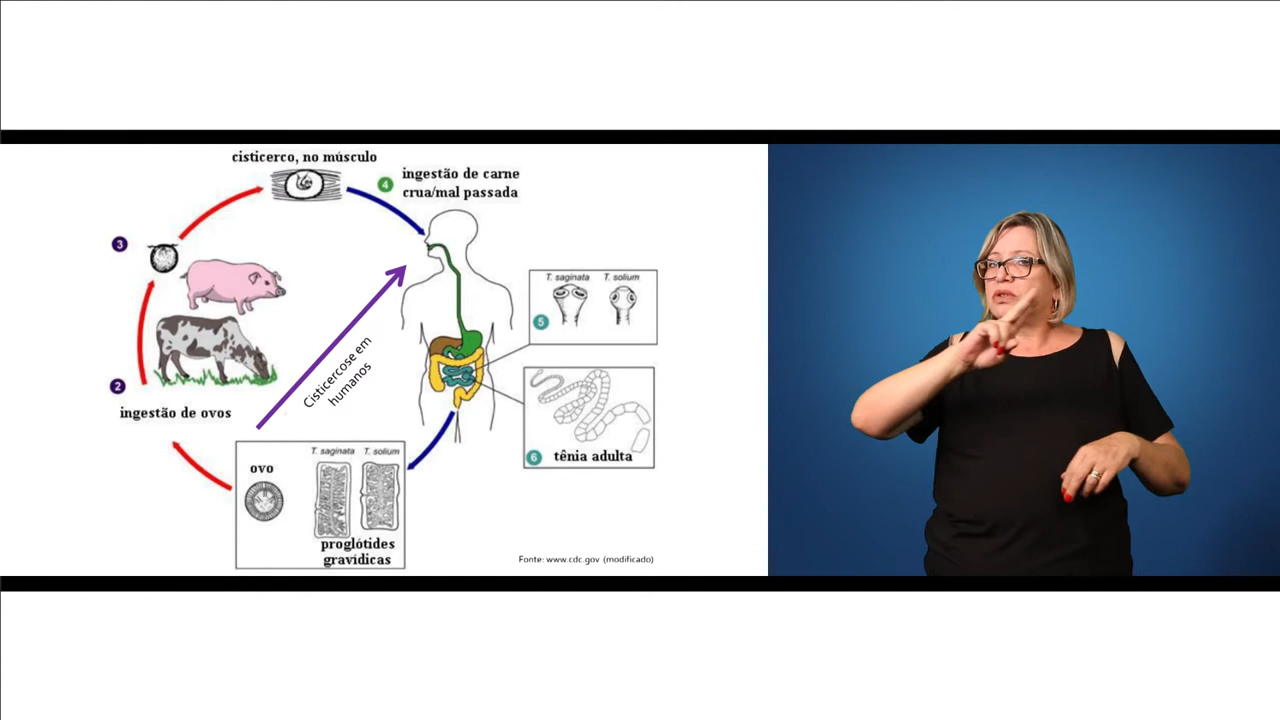 cisticerco, no músculo
4
ingestão de carne
crua/mal passada
3
T. saginata T. solium
5
Cisticercose em
humanos
2
ingestão de ovos
6 tênia adulta
T. saginata T. solium
ovo
proglótides
gravídicas
Fonte: www.cdc.gov (modificado)